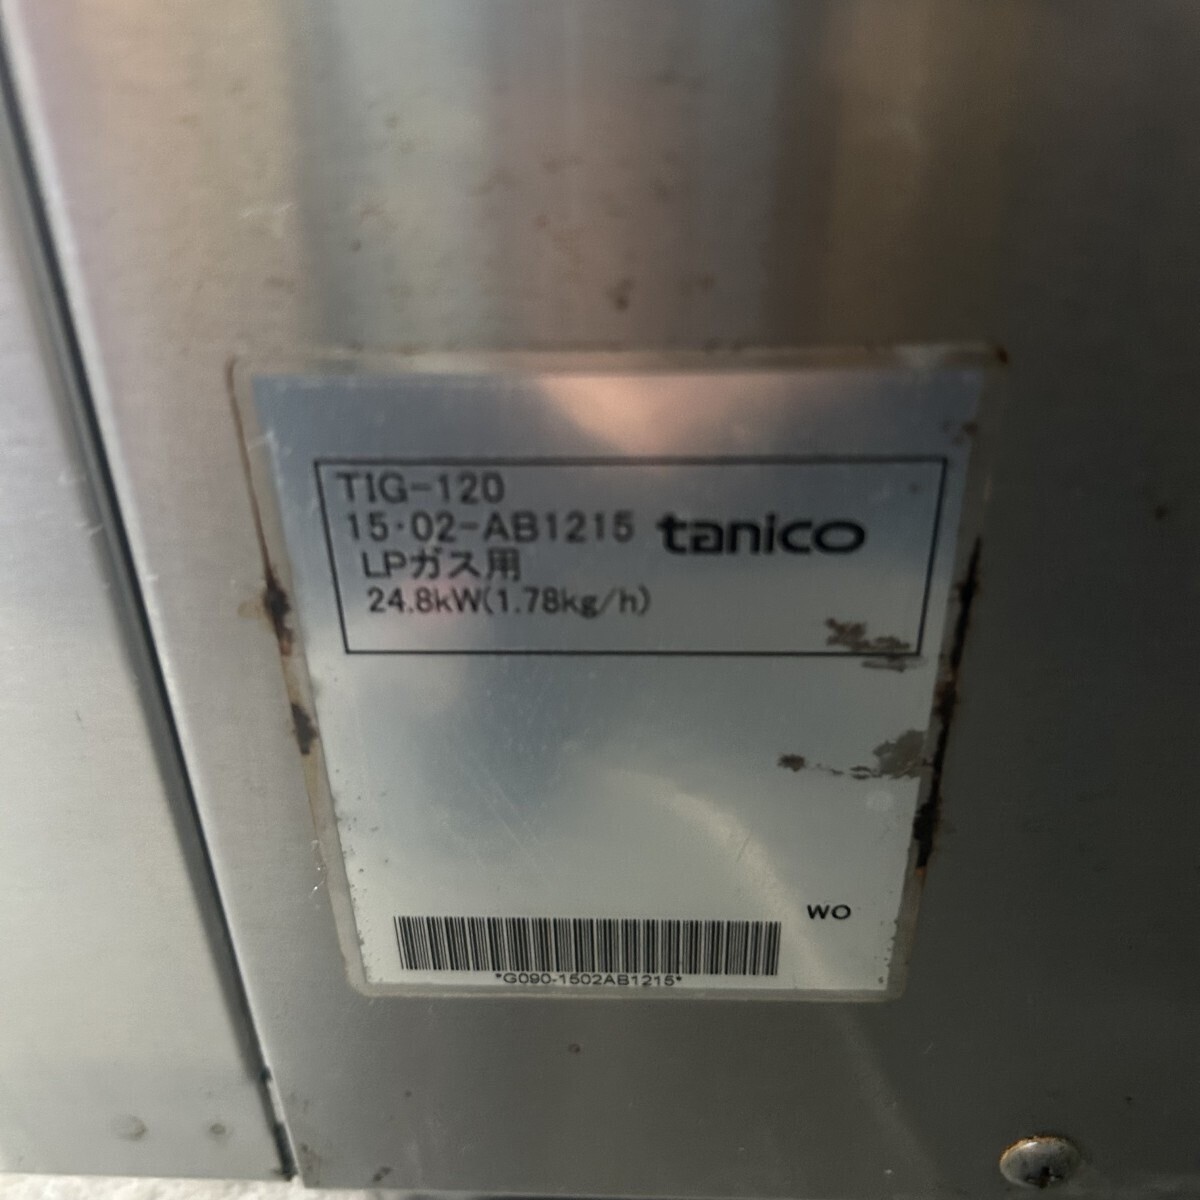 TIG-120
15・02-AB1215 tanico
LPガス用
24.8kW(1.78kg/h)
WO
*G090-1502AB1215*